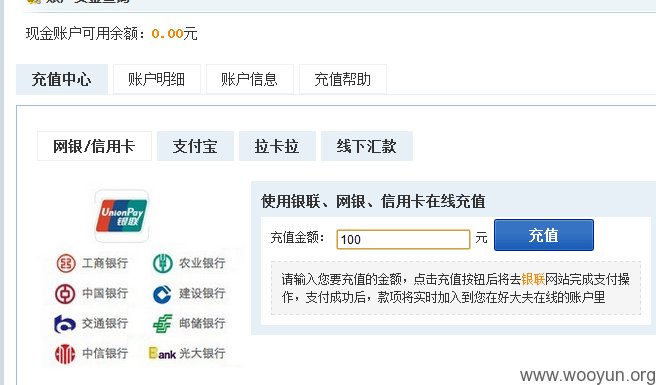 账户资金查询
现金账户可用余额：0.00元
充值中心 账户明细 账户信息 充值帮助
网银/信用卡 支付宝 拉卡拉 线下汇款
UnionPay
银联
工商银行 农业银行
中国银行 建设银行
交通银行 邮储银行
中信银行 Bank 光大银行
使用银联、网银、信用卡在线充值
充值金额： 100 元 充值
请输入您要充值的金额，点击充值按钮后将去银联网站完成支付操
作，支付成功后，款项将实时加入到您在好大夫在线的账户里
www.wooyun.org